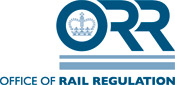 ORR
OFFICE OF RAIL REGULATION